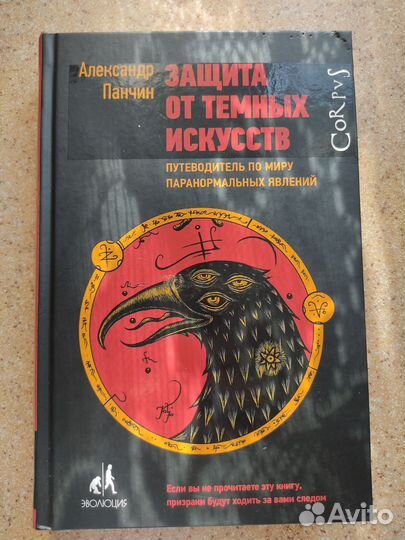 Александр
Панчин
ЗАЩИТА
ОТ ТЕМНЫХ
ИСКУССТВ
ПУТЕВОДИТЕЛЬ ПО МИРУ
ПАРАНОРМАЛЬНЫХ ЯВЛЕНИЙ
CORPVS
Если вы не прочитаете эту книгу,
призраки будут ходить за вами следом
ЭВОЛЮЦИЯ
Avito